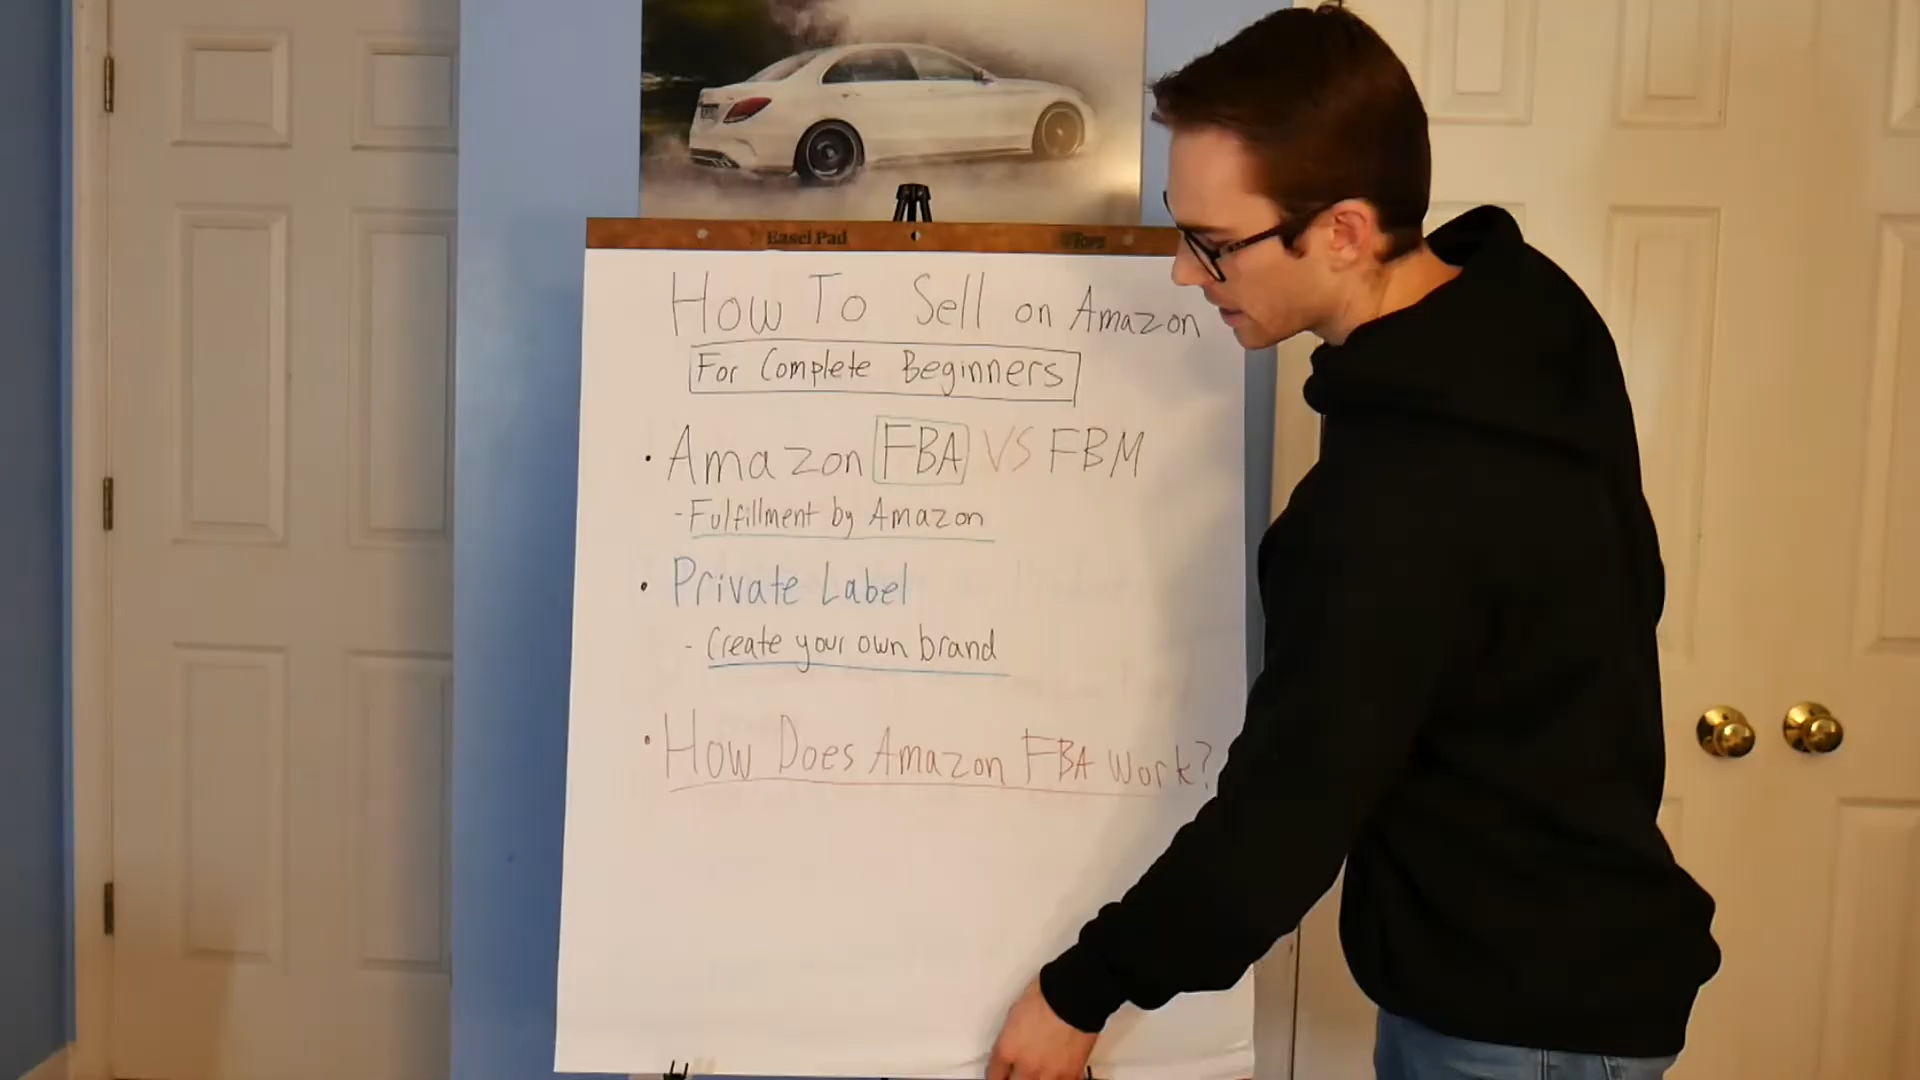 Easel Pad
How To Sell on Amazon
For Complete Beginners
• Amazon FBA VS FBM
- Fulfillment by Amazon
• Private Label
- Create your own brand
• How Does Amazon FBA Work?